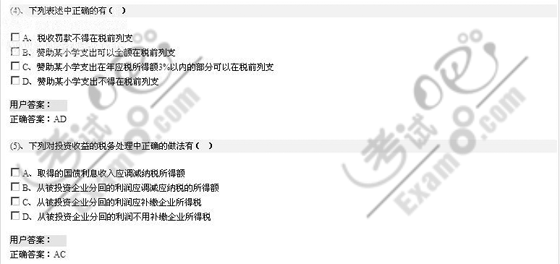 (4)、下列表述中正确的有（ ）
A、税收罚款不得在税前列支
B、赞助某小学支出可以全额在税前列支
C、赞助某小学支出在年应税所得额3%以内的部分可以在税前列支
D、赞助某小学支出不得在税前列支
用户答案：
正确答案：AD
(5)、下列对投资收益的税务处理中正确的做法有（ ）
A、取得的国债利息收入应调减纳税所得额
B、从被投资企业分回的利润应调减应纳税的所得额
C、从被投资企业分回的利润应补缴企业所得税
D、从被投资企业分回的利润不用补缴企业所得税
用户答案：
正确答案：AC
考试吧
Exam8.com
考试吧
Exam8.com